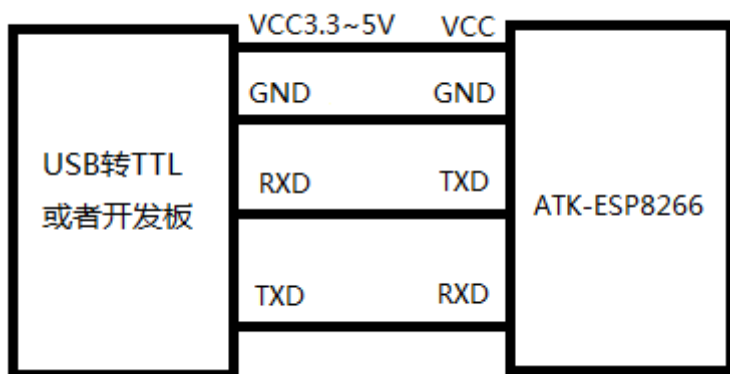 VCC3.3~5V VCC
GND GND
USB转TTL
或者开发板
RXD TXD
ATK-ESP8266
TXD RXD